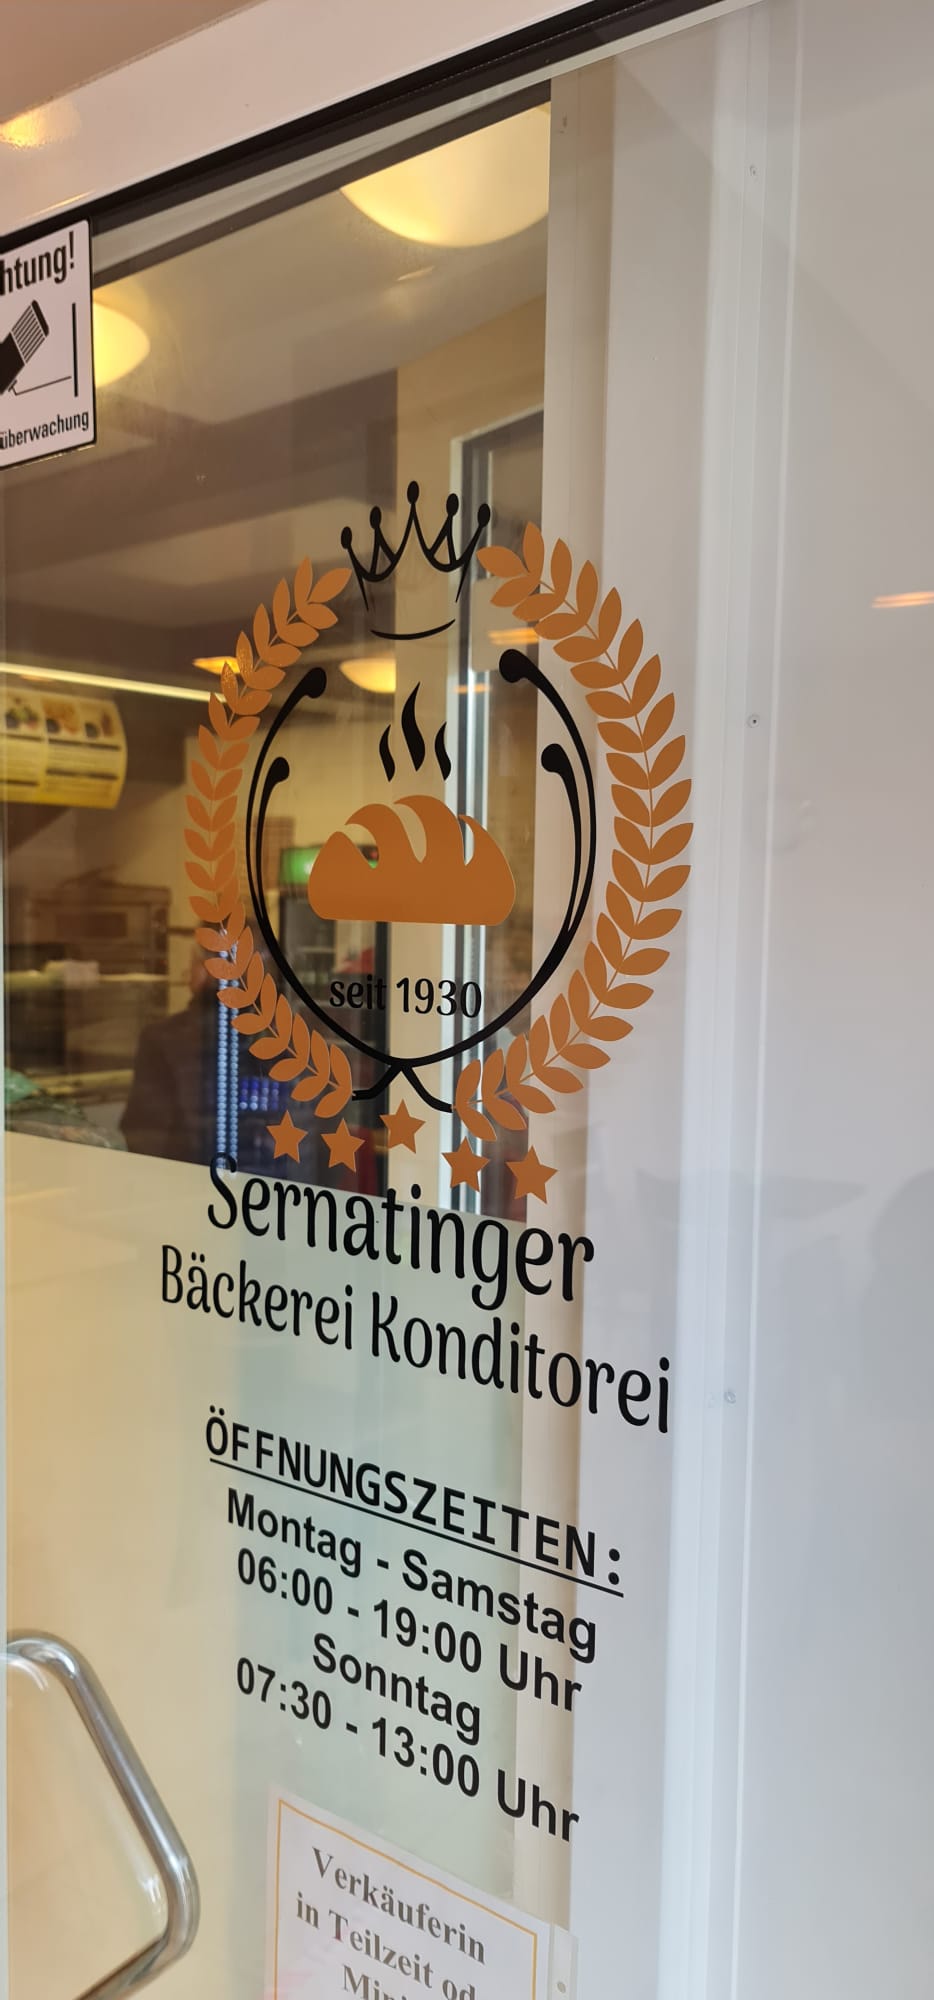 htung!
überwachung
seit 1930
Sernatinger
Bäckerei Konditorei
ÖFFNUNGSZEITEN:
Montag - Samstag
06:00 - 19:00 Uhr
Sonntag
07:30 - 13:00 Uhr
Verkäuferin
in Teilzeit od